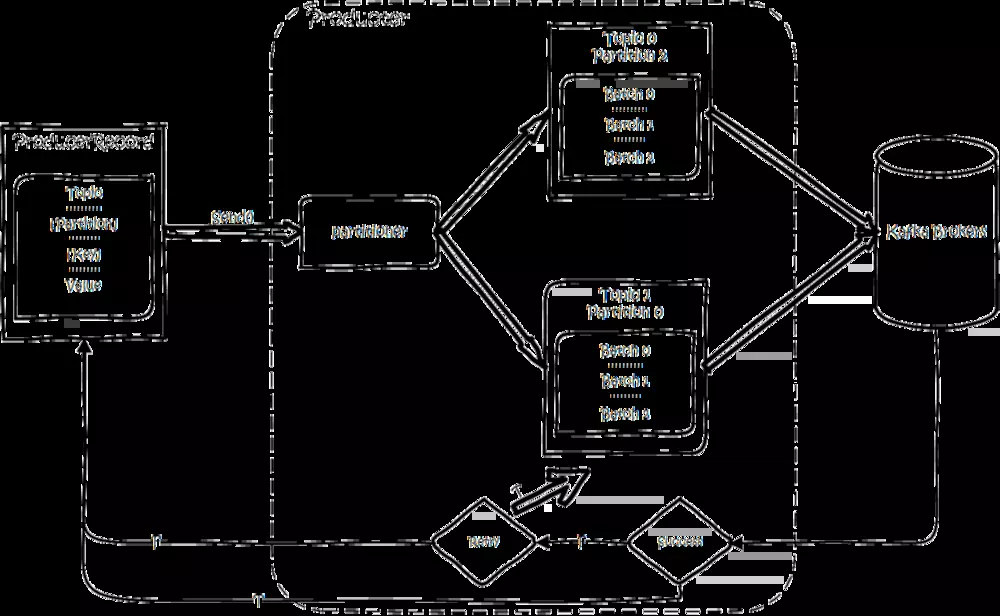 Producer
Topic 0
Partition 2
Batch 0
Batch 1
Batch 2
ProducerRecord
Topic
[Partition]
[Key]
Value
send()
partitioner
Kafka Brokers
Topic 1
Partition 0
Batch 0
Batch 1
Batch 2
retry
success